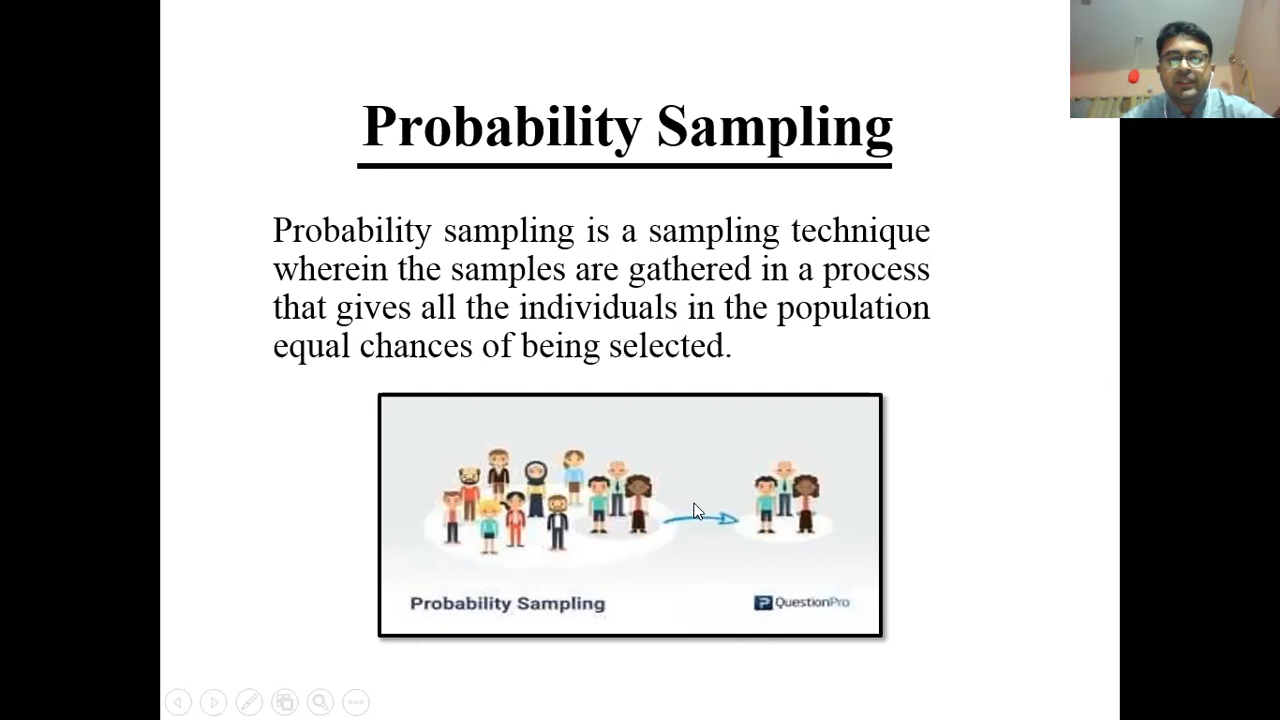 Probability Sampling
Probability sampling is a sampling technique
wherein the samples are gathered in a process
that gives all the individuals in the population
equal chances of being selected.
Probability Sampling
QuestionPro